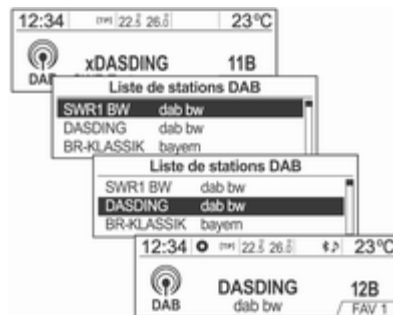 12:34 22.5 26.0 23°C
xDASDING 11B
DAB
Liste de stations DAB
SWR1 BW dab bw
DASDING dab bw
BR-KLASSIK bayern
Liste de stations DAB
SWR1 BW dab bw
DASDING dab bw
BR-KLASSIK bayern
12:34 22.5 26.0 23°C
DASDING 12B
DAB dab bw FAV 1